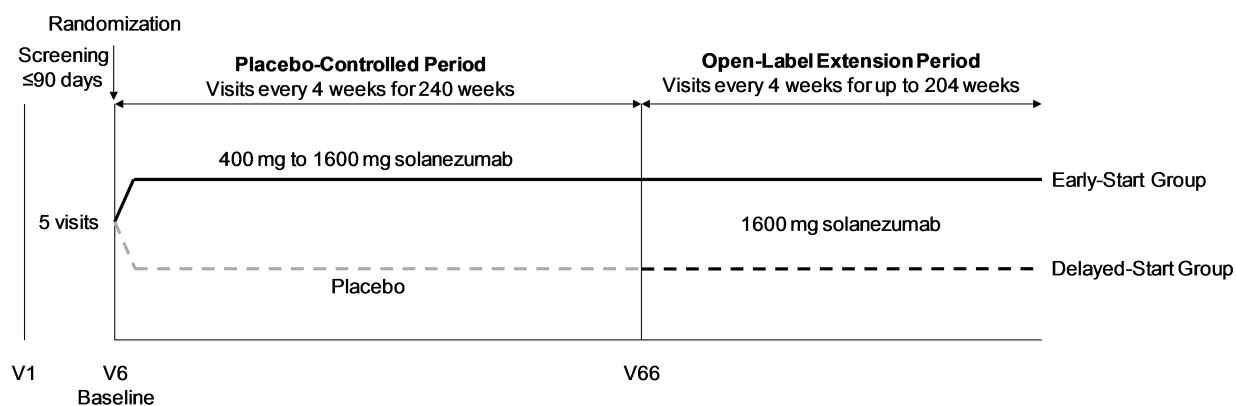 Randomization
Screening
≤90 days
Placebo-Controlled Period
Visits every 4 weeks for 240 weeks
Open-Label Extension Period
Visits every 4 weeks for up to 204 weeks
400 mg to 1600 mg solanezumab
Early-Start Group
5 visits
1600 mg solanezumab
Placebo
Delayed-Start Group
V1
V6
Baseline
V66